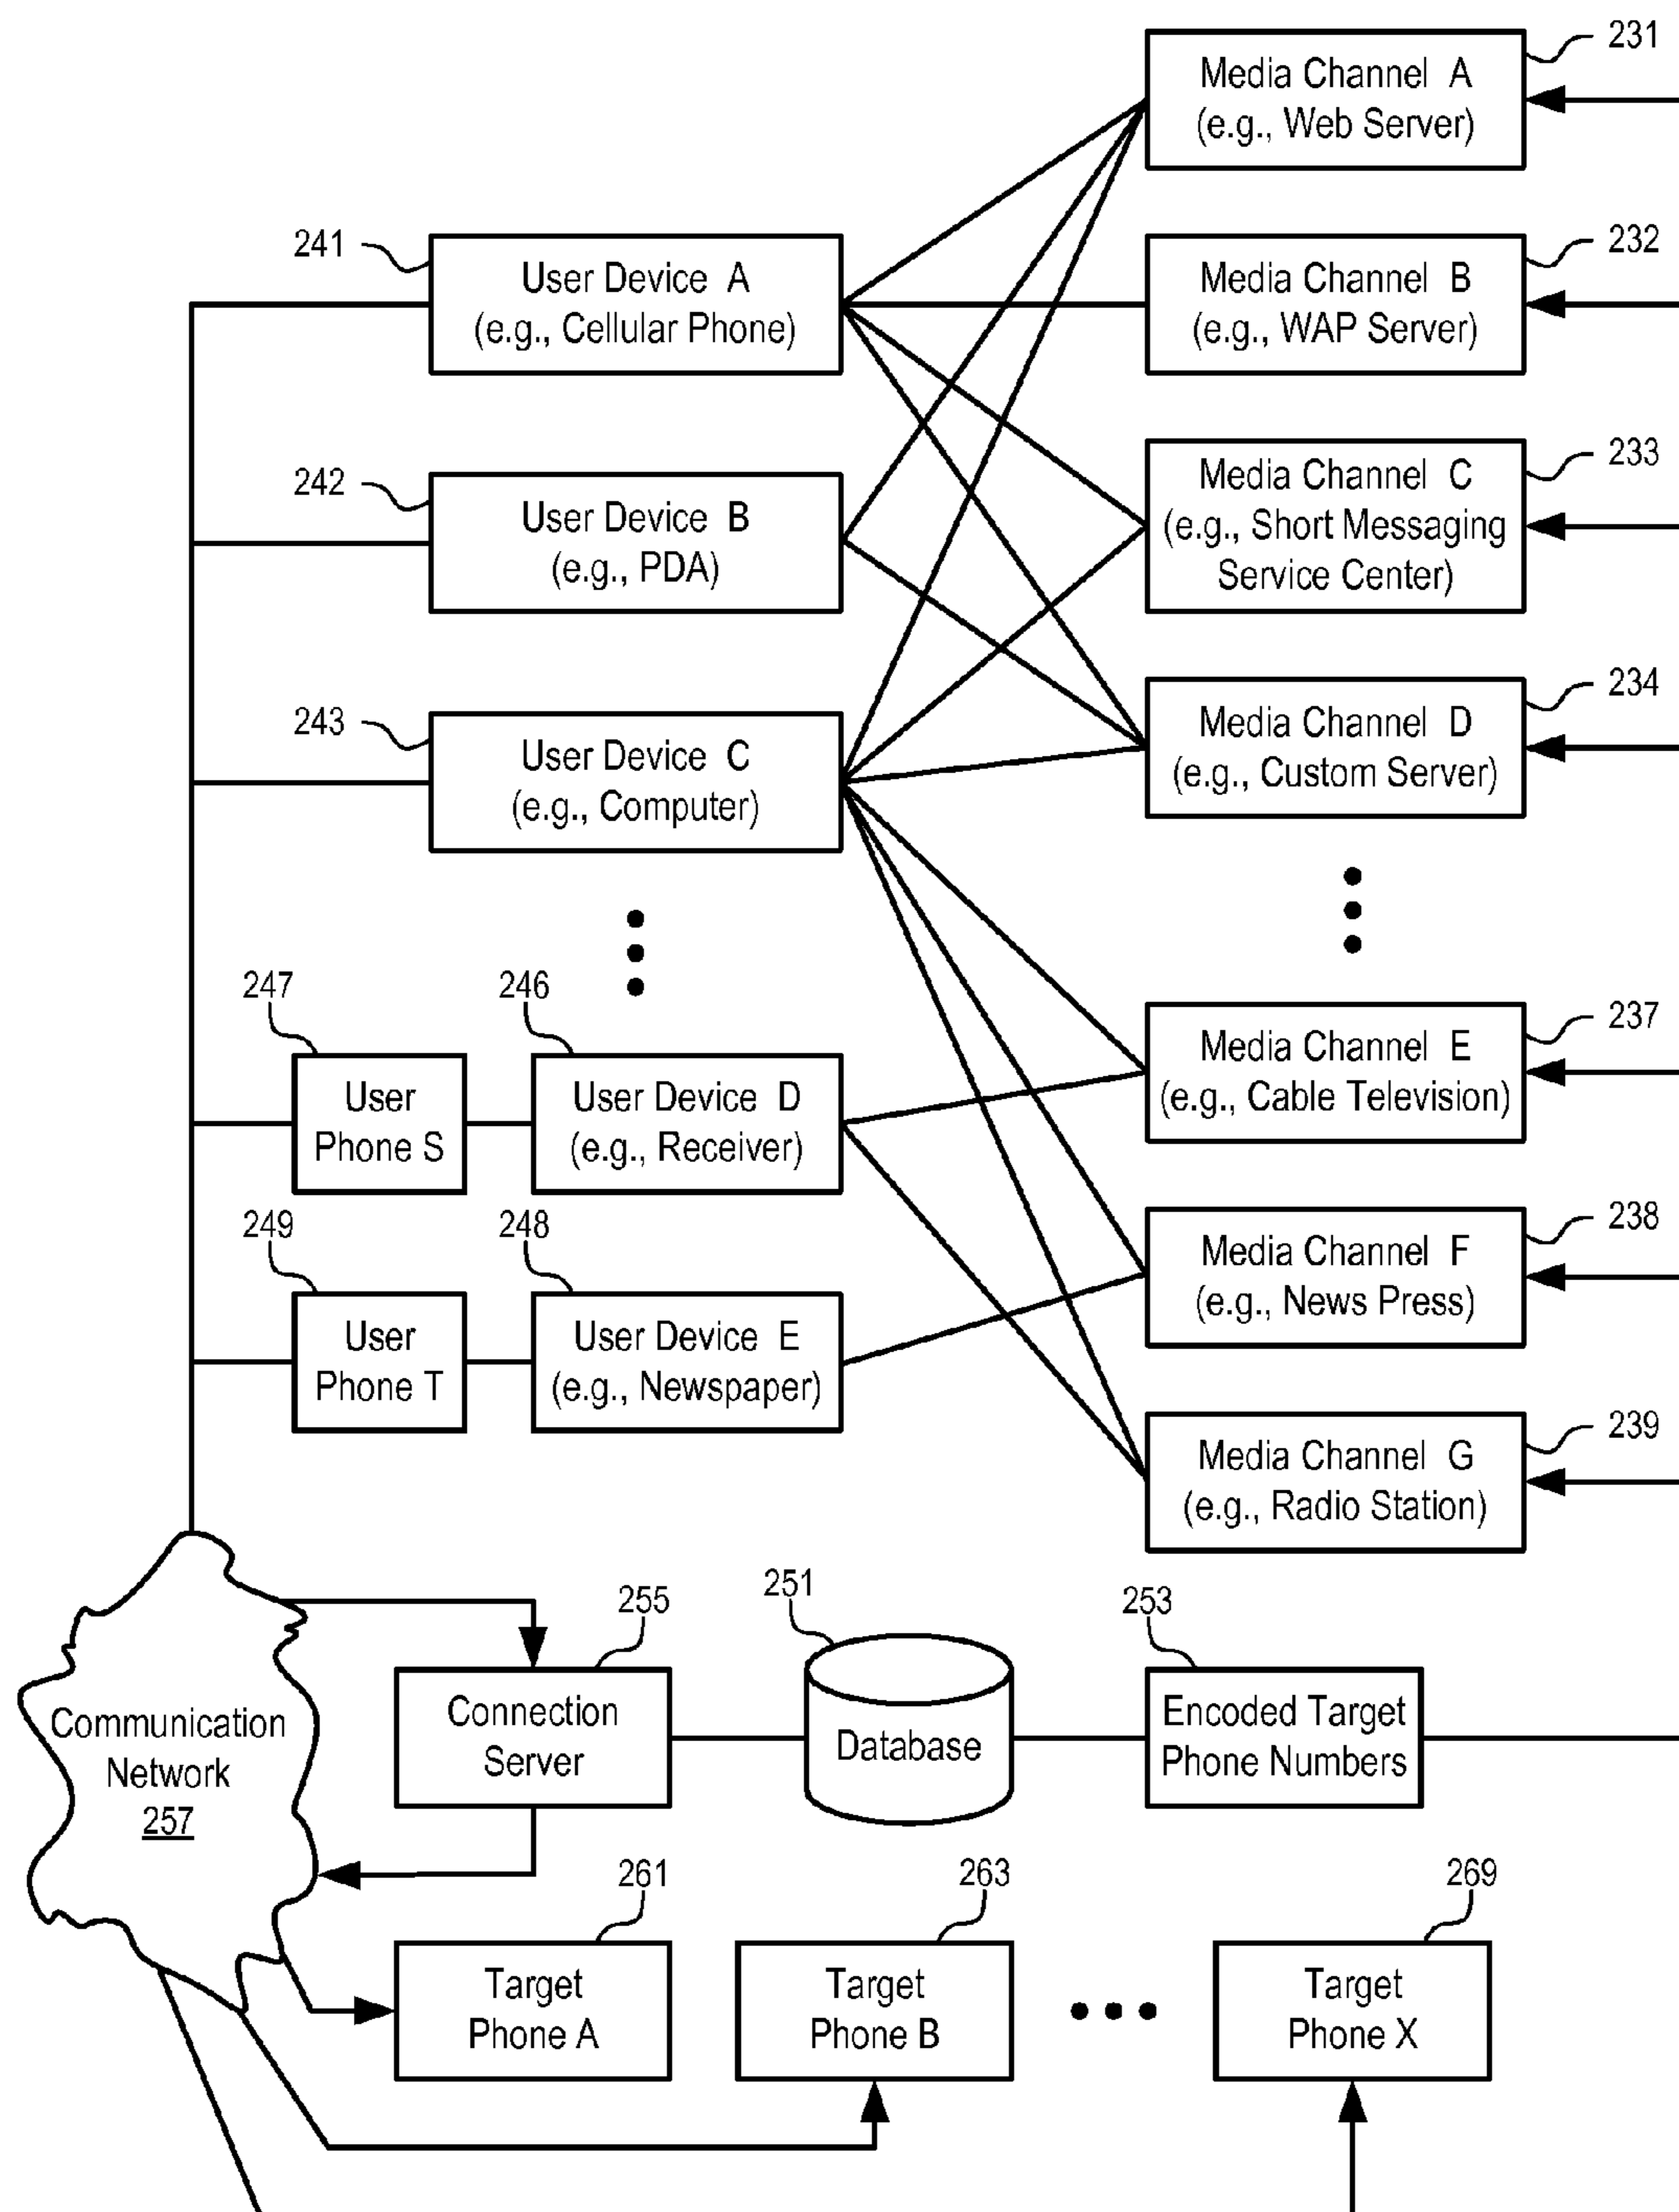 231
Media Channel A
(e.g., Web Server)
241
User Device A
(e.g., Cellular Phone)
232
Media Channel B
(e.g., WAP Server)
242
User Device B
(e.g., PDA)
233
Media Channel C
(e.g., Short Messaging
Service Center)
243
User Device C
(e.g., Computer)
234
Media Channel D
(e.g., Custom Server)
247
User
Phone S
246
User Device D
(e.g., Receiver)
237
Media Channel E
(e.g., Cable Television)
249
User
Phone T
248
User Device E
(e.g., Newspaper)
238
Media Channel F
(e.g., News Press)
239
Media Channel G
(e.g., Radio Station)
Communication
Network
257
255
Connection
Server
251
Database
253
Encoded Target
Phone Numbers
261
Target
Phone A
263
Target
Phone B
269
Target
Phone X